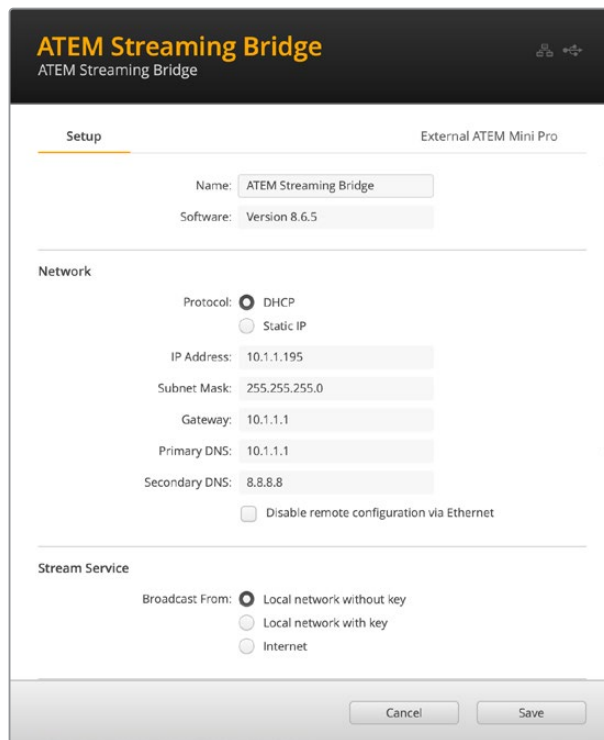 ATEM Streaming Bridge
ATEM Streaming Bridge
Setup
External ATEM Mini Pro
Name: ATEM Streaming Bridge
Software: Version 8.6.5
Network
Protocol: DHCP
Static IP
IP Address: 10.1.1.195
Subnet Mask: 255.255.255.0
Gateway: 10.1.1.1
Primary DNS: 10.1.1.1
Secondary DNS: 8.8.8.8
Disable remote configuration via Ethernet
Stream Service
Broadcast From: Local network without key
Local network with key
Internet
Cancel
Save